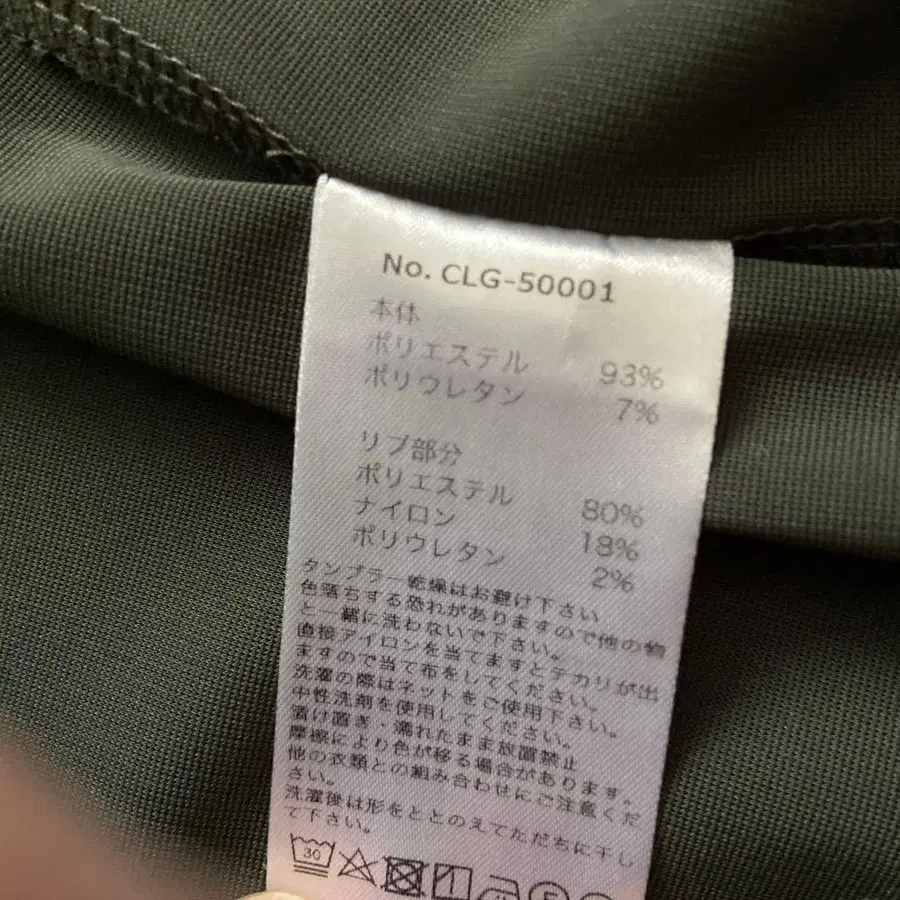 No. CLG-50001
本体
ポリエステル 93%
ポリウレタン 7%
リブ部分
ポリエステル 80%
ナイロン 18%
ポリウレタン 2%
タンブラー乾燥はお避け下さい
色落ちする恐れがありますので他の物
と一緒に洗わないで下さい。
直接アイロンを当てますとテカリが出
ますので当て布をしてください。
洗濯の際はネットをご使用下さい。
中性洗剤を使用してください。
漬け置き・濡れたまま放置禁止
摩擦により色が移る場合があります。
他の衣類との組み合わせにご注意くだ
さい。
洗濯後は形をととのえてただちに干し
て下さい。
30